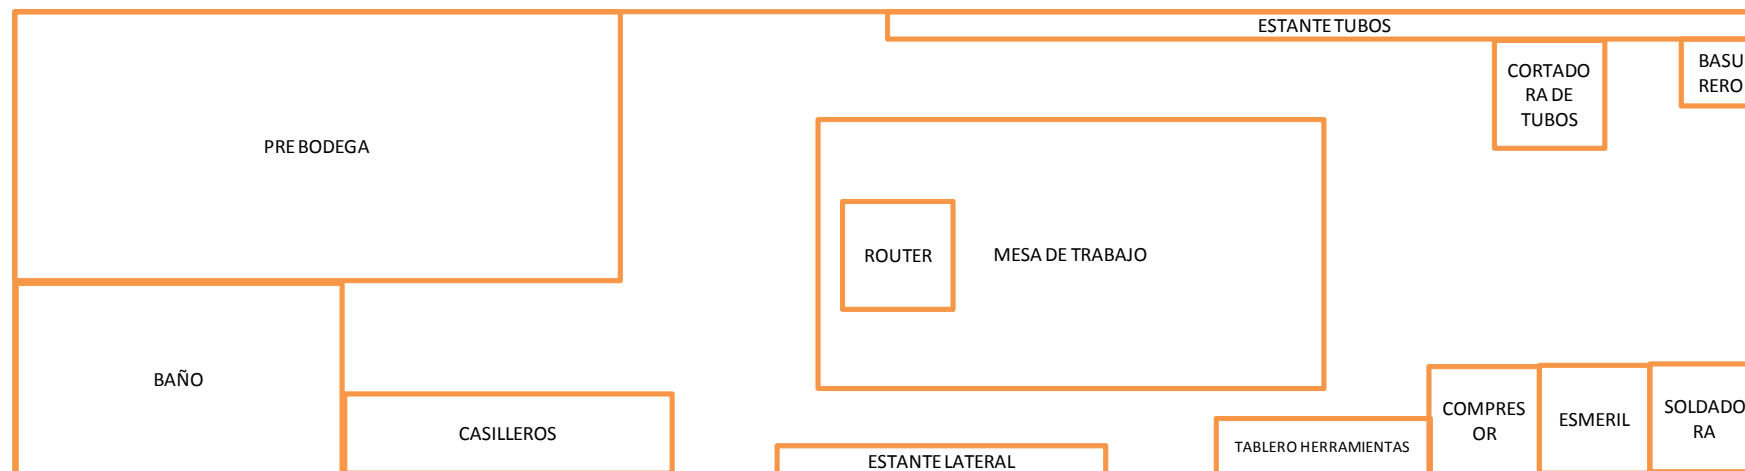 ESTANTE TUBOS
CORTADO
RA DE
TUBOS
BASU
RERO
PRE BODEGA
ROUTER
MESA DE TRABAJO
BAÑO
CASILLEROS
ESTANTE LATERAL
TABLERO HERRAMIENTAS
COMPRES
OR
ESMERIL
SOLDADO
RA